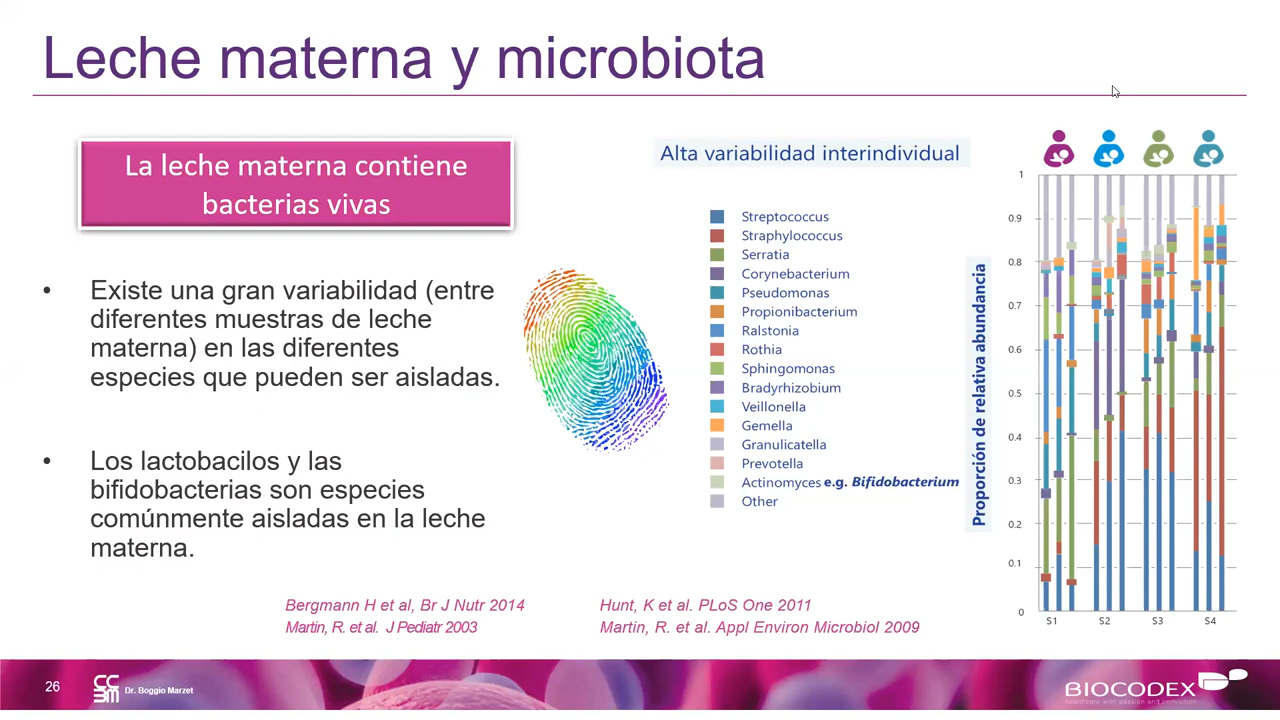 Leche materna y microbiota
La leche materna contiene
bacterias vivas
• Existe una gran variabilidad (entre
diferentes muestras de leche
materna) en las diferentes
especies que pueden ser aisladas.
• Los lactobacilos y las
bifidobacterias son especies
comúnmente aisladas en la leche
materna.
Alta variabilidad interindividual
Streptococcus
Straphylococcus
Serratia
Corynebacterium
Pseudomonas
Propionibacterium
Ralstonia
Rothia
Sphingomonas
Bradyrhizobium
Veillonella
Gemella
Granulicatella
Prevotella
Actinomyces e.g. Bifidobacterium
Other
Proporción de relativa abundancia
1
0.9
0.8
0.7
0.6
0.5
0.4
0.3
0.2
0.1
0
S1 S2 S3 S4
Bergmann H et al, Br J Nutr 2014
Martin, R. et al. J Pediatr 2003
Hunt, K et al. PLoS One 2011
Martin, R. et al. Appl Environ Microbiol 2009
26
Dr. Boggio Marzet
BIOCODEX
healthcare with passion and conviction